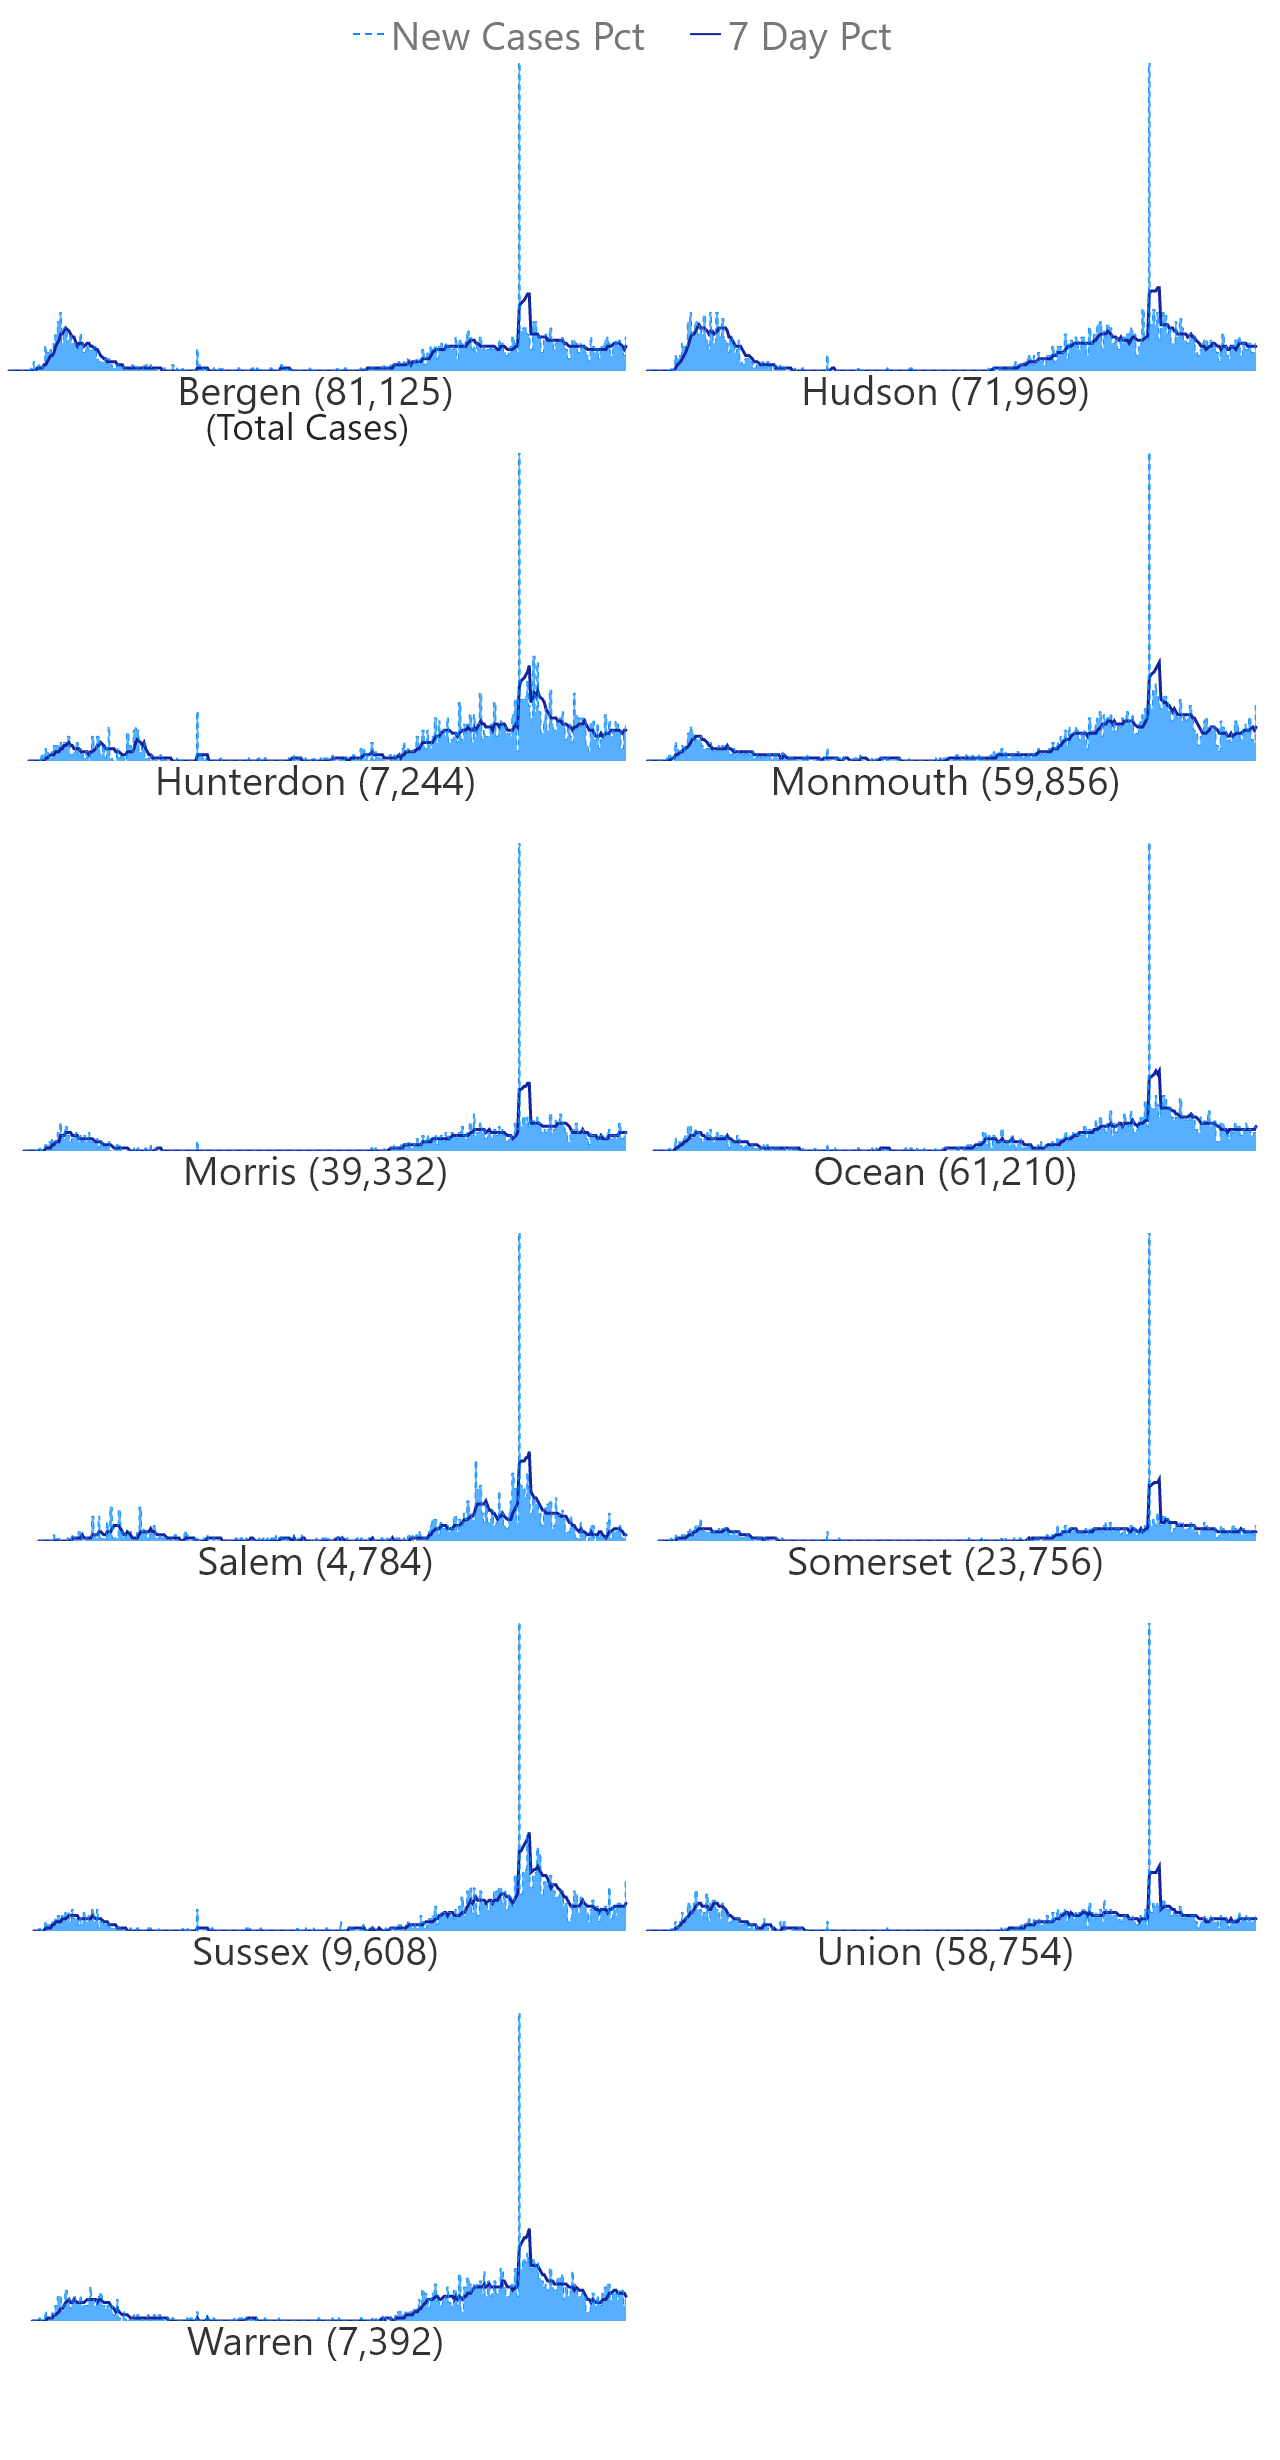 New Cases Pct 7 Day Pct
Bergen (81,125) Hudson (71,969)
(Total Cases)
Hunterdon (7,244) Monmouth (59,856)
Morris (39,332) Ocean (61,210)
Salem (4,784) Somerset (23,756)
Sussex (9,608) Union (58,754)
Warren (7,392)